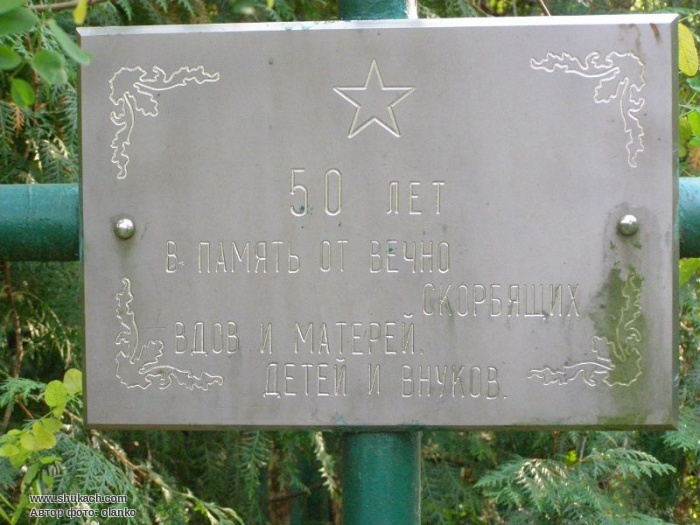 50 ЛЕТ
В ПАМЯТЬ ОТ ВЕЧНО
СКОРБЯЩИХ
ВДОВ И МАТЕРЕЙ,
ДЕТЕЙ И ВНУКОВ.
www.shukach.com
Автор фото- olanko